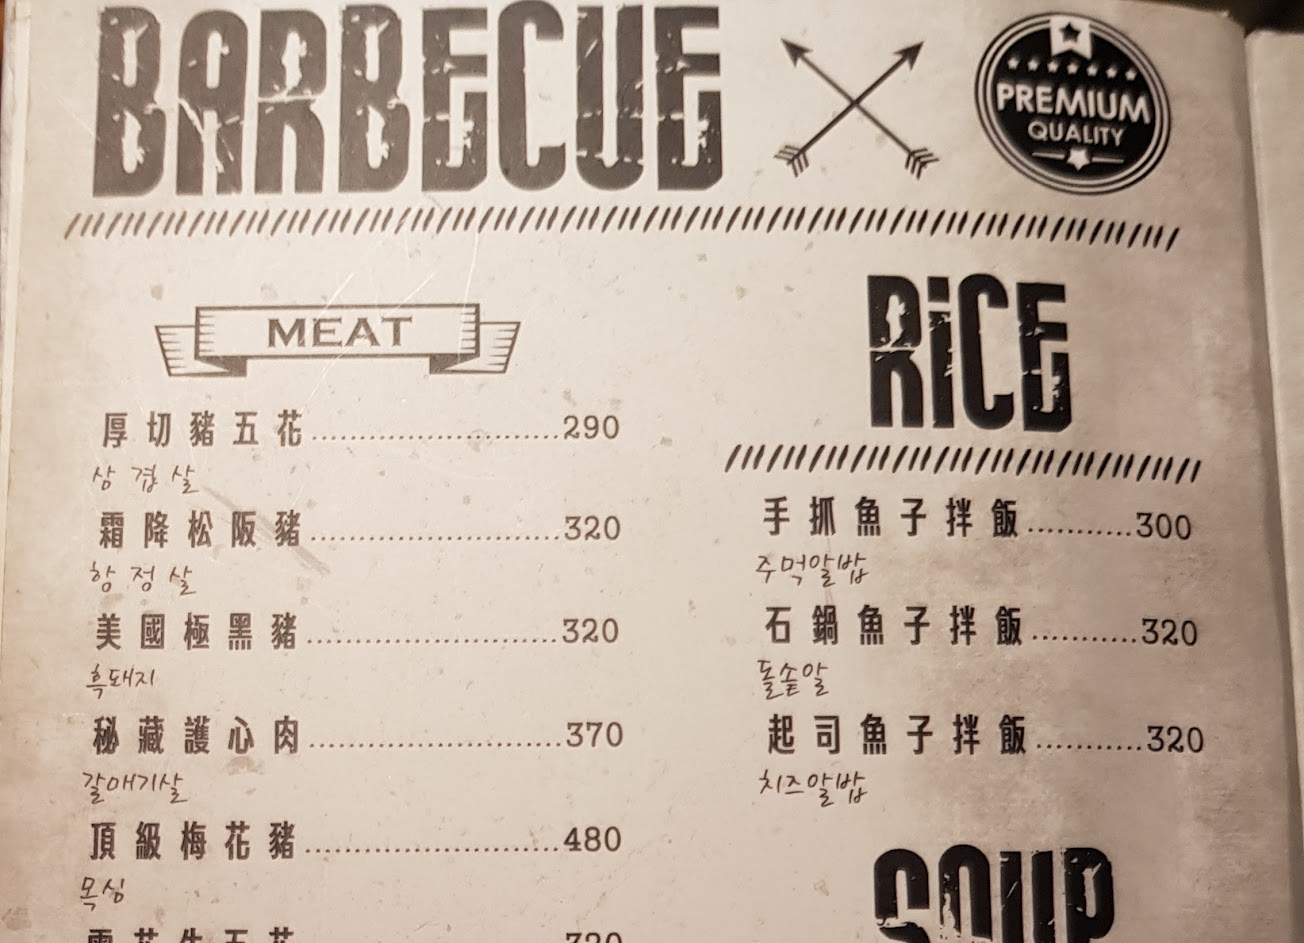 BARBECUE
PREMIUM
QUALITY
MEAT
厚切豬五花..............................290
삼겹살
霜降松阪豬..............................320
항정살
美國極黑豬..............................320
흑돼지
秘藏護心肉..............................370
갈매기살
頂級梅花豬..............................480
목심
RiCE
手抓魚子拌飯...........300
주먹알밥
石鍋魚子拌飯...........320
돌솥알
起司魚子拌飯...........320
치즈알밥
SOUP